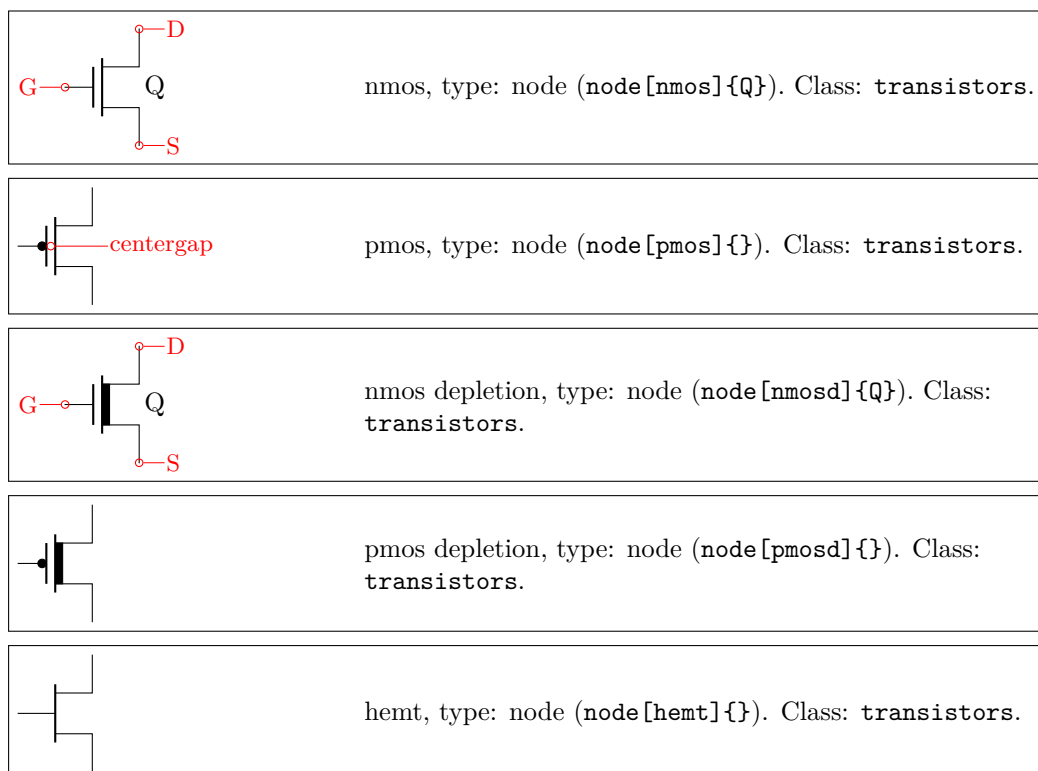 D
G Q nmos, type: node (node[nmos]{Q}). Class: transistors.
S
centergap pmos, type: node (node[pmos]{}). Class: transistors.
D
nmos depletion, type: node (node[nmosd]{Q}). Class:
G Q
transistors.
S
pmos depletion, type: node (node[pmosd]{}). Class:
transistors.
hemt, type: node (node[hemt]{}). Class: transistors.